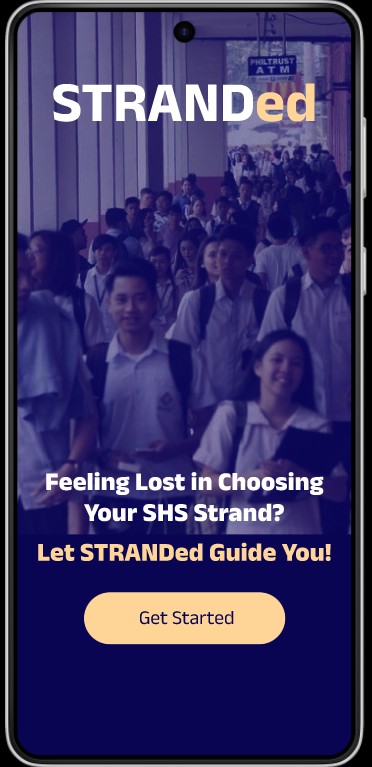 PHILTRUST
ATM
STRANDed
Feeling Lost in Choosing
Your SHS Strand?
Let STRANDed Guide You!
Get Started